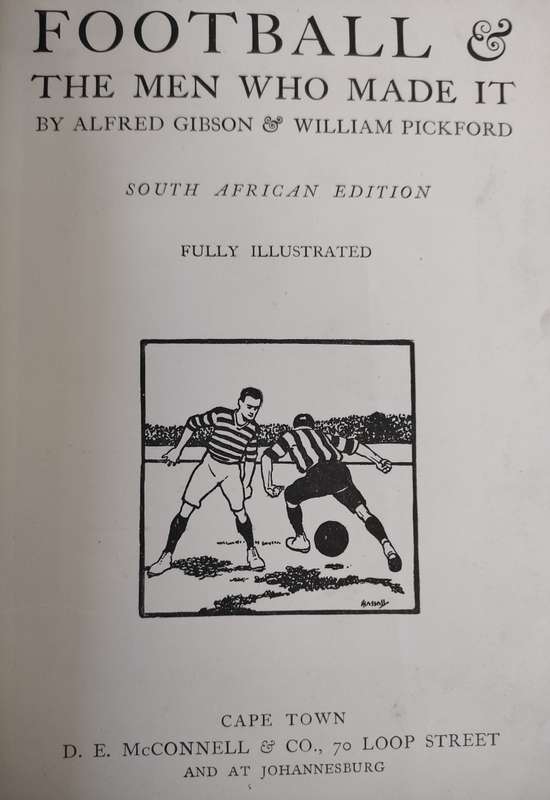 FOOTBALL &
THE MEN WHO MADE IT
BY ALFRED GIBSON & WILLIAM PICKFORD
SOUTH AFRICAN EDITION
FULLY ILLUSTRATED
HASSALL
CAPE TOWN
D. E. McCONNELL & CO., 70 LOOP STREET
AND AT JOHANNESBURG